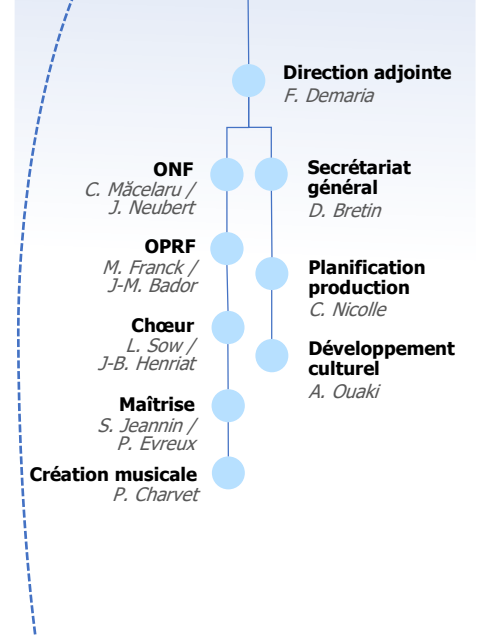 Direction adjointe
F. Demaria
ONF
C. Măcelaru /
J. Neubert
OPRF
M. Franck /
J-M. Bador
Chœur
L. Sow /
J-B. Henriat
Maîtrise
S. Jeannin /
P. Evreux
Création musicale
P. Charvet
Secrétariat
général
D. Bretin
Planification
production
C. Nicolle
Développement
culturel
A. Ouaki